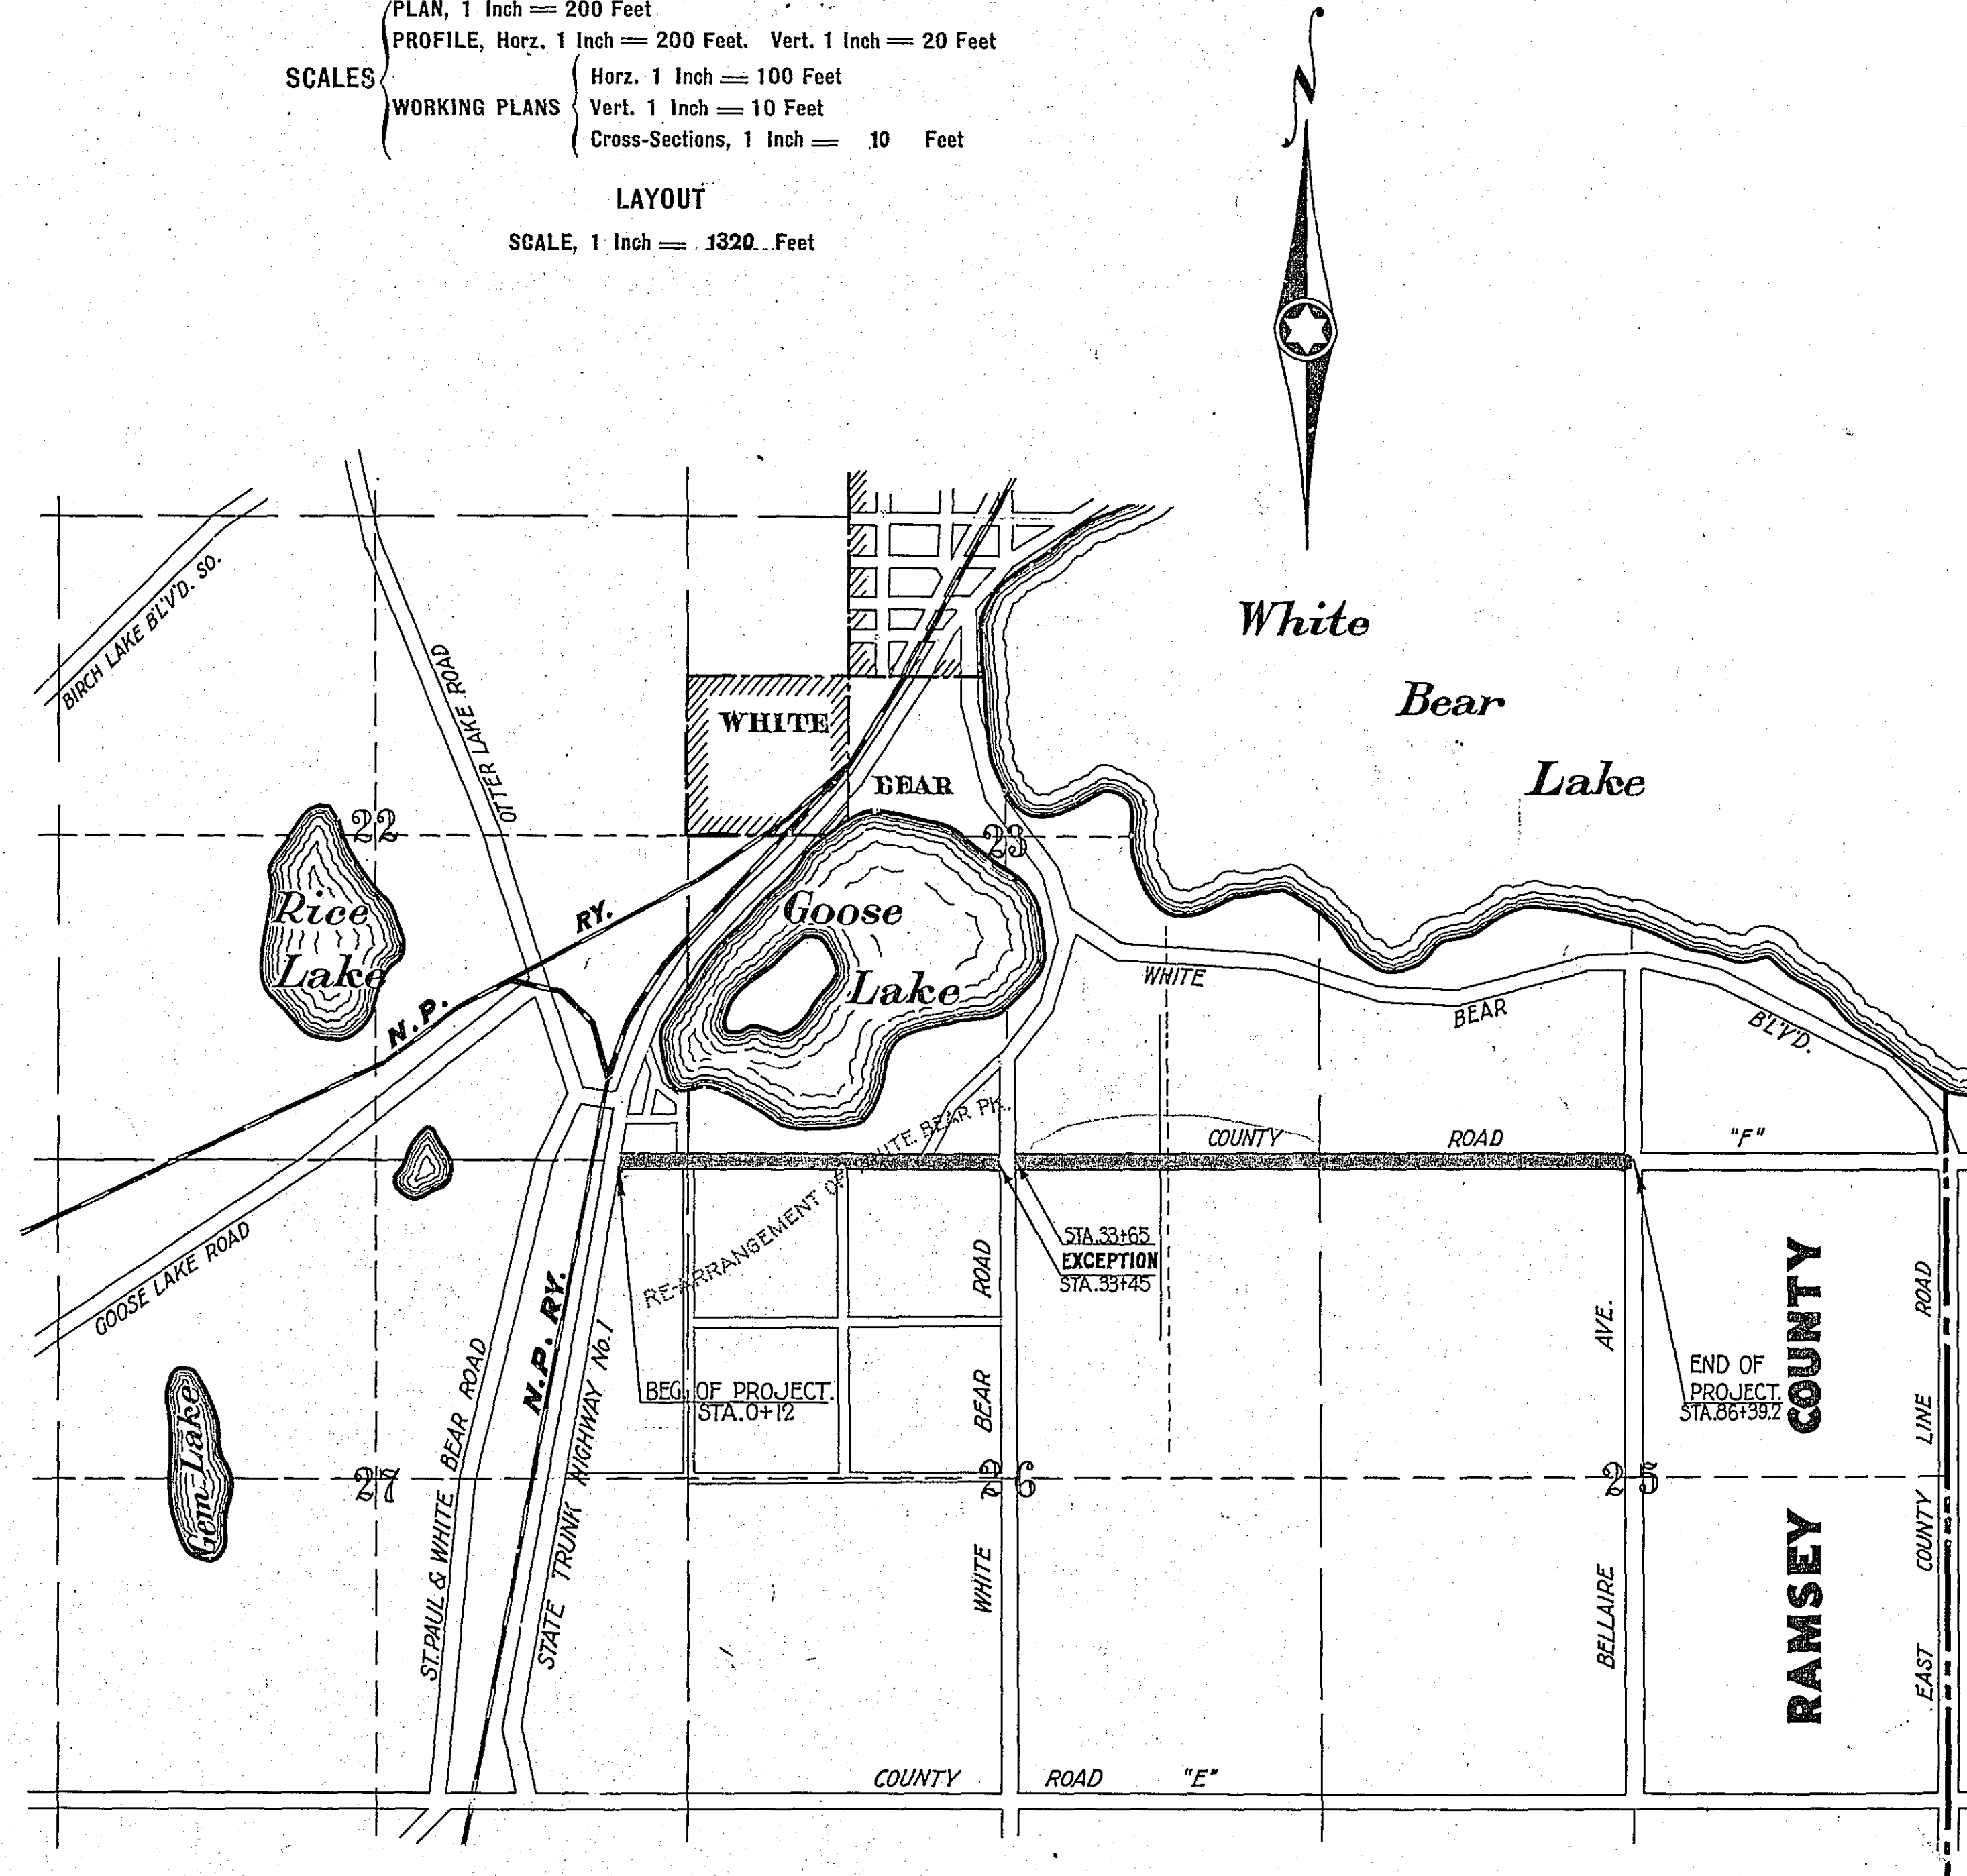 PLAN, 1 Inch = 200 Feet
PROFILE, Horz. 1 Inch = 200 Feet. Vert. 1 Inch = 20 Feet
SCALES
Horz. 1 Inch = 100 Feet
WORKING PLANS
Vert. 1 Inch = 10 Feet
Cross-Sections, 1 Inch = 10 Feet
LAYOUT
SCALE, 1 Inch = 1320 Feet
N
BIRCH LAKE B'L'V'D. SO.
OTTER LAKE ROAD
White
Bear
Lake
WHITE
BEAR
22
23
Rice
Lake
RY.
N.P.
Goose
Lake
WHITE
BEAR
B'L'V'D.
COUNTY ROAD "F"
RE-ARRANGEMENT OF WHITE BEAR PK.
GOOSE LAKE ROAD
STA.33+65
EXCEPTION
STA.33+45
BEG. OF PROJECT.
STA.0+12
END OF
PROJECT.
STA.86+39.2
Gem Lake
ST.PAUL & WHITE BEAR ROAD
N.P. RY.
STATE TRUNK HIGHWAY No.1
WHITE BEAR ROAD
BELLAIRE AVE.
RAMSEY COUNTY
EAST COUNTY LINE ROAD
27
26
25
COUNTY ROAD "E"